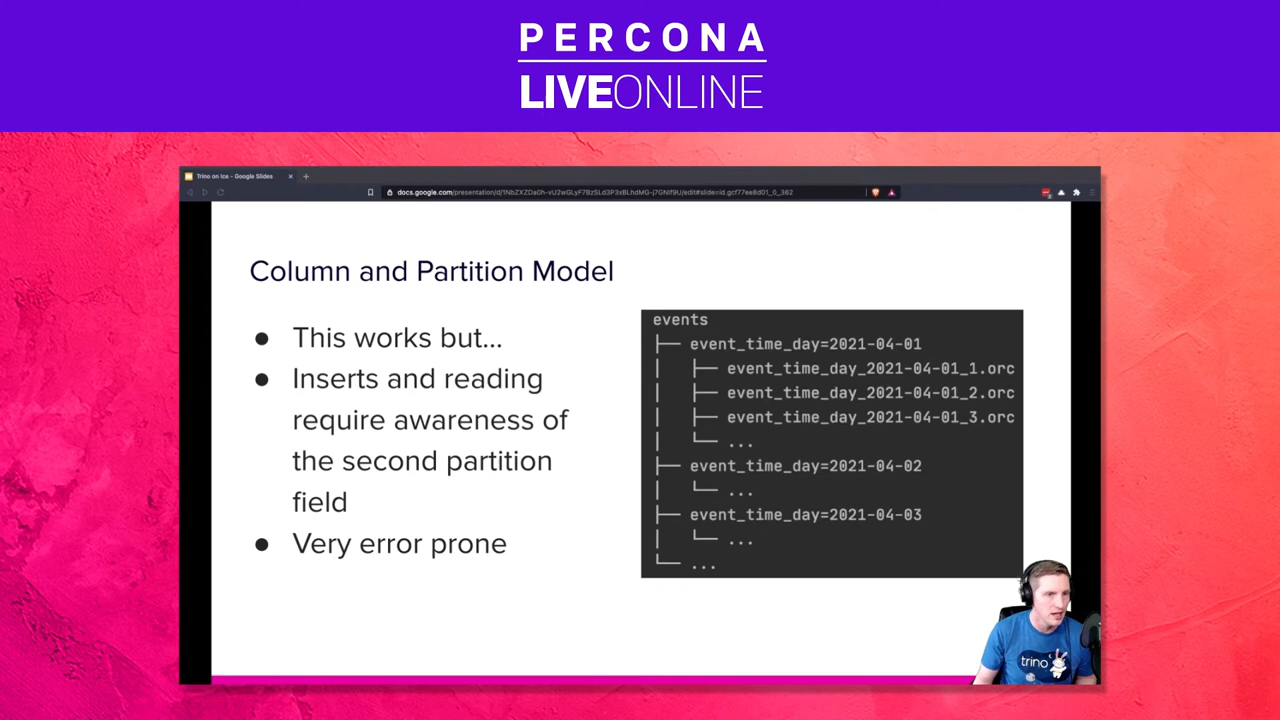 PERCONA
LIVEONLINE
Trino on Ice - Google Slides
Column and Partition Model
● This works but...
● Inserts and reading
require awareness of
the second partition
field
● Very error prone
events
├── event_time_day=2021-04-01
│   ├── event_time_day_2021-04-01_1.orc
│   ├── event_time_day_2021-04-01_2.orc
│   ├── event_time_day_2021-04-01_3.orc
│   └── ...
├── event_time_day=2021-04-02
│   └── ...
├── event_time_day=2021-04-03
│   └── ...
└── ...
trino